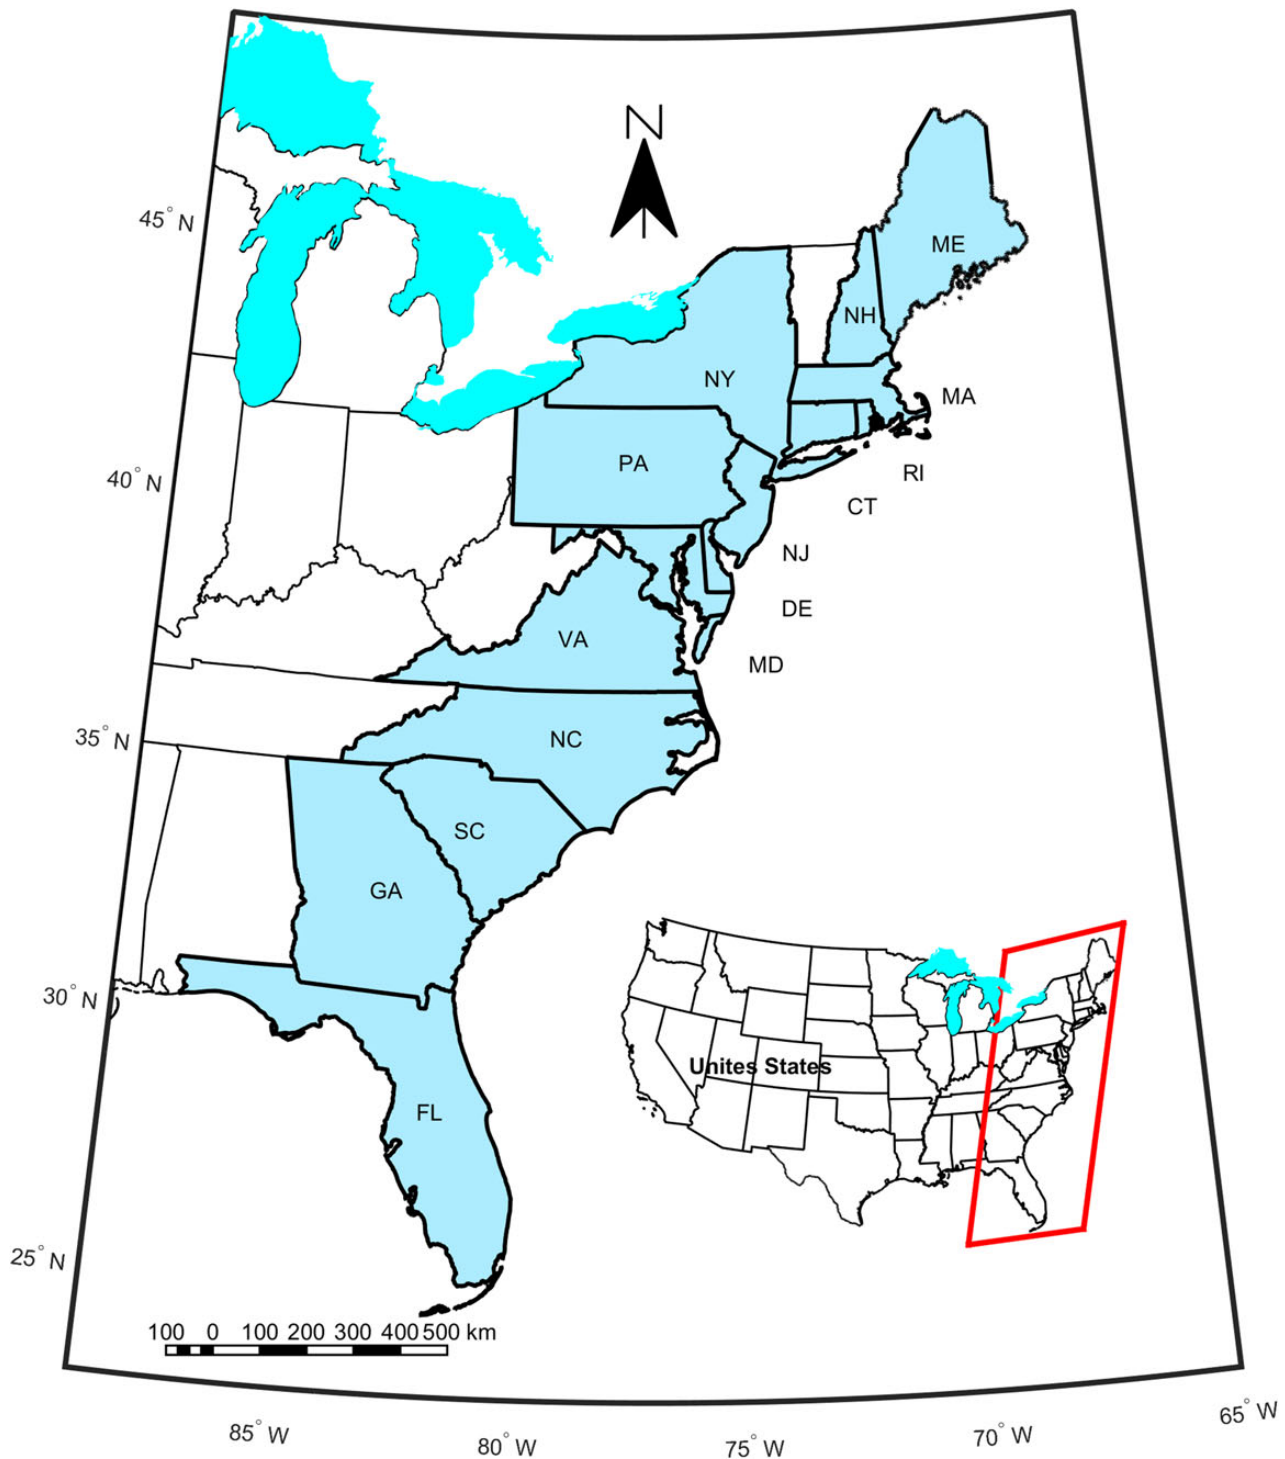 N
45° N
ME
NH
NY
MA
PA
RI
40° N
CT
NJ
DE
VA
MD
35° N
NC
SC
GA
30° N
Unites States
FL
25° N
100 0 100 200 300 400 500 km
85° W
80° W
75° W
70° W
65° W